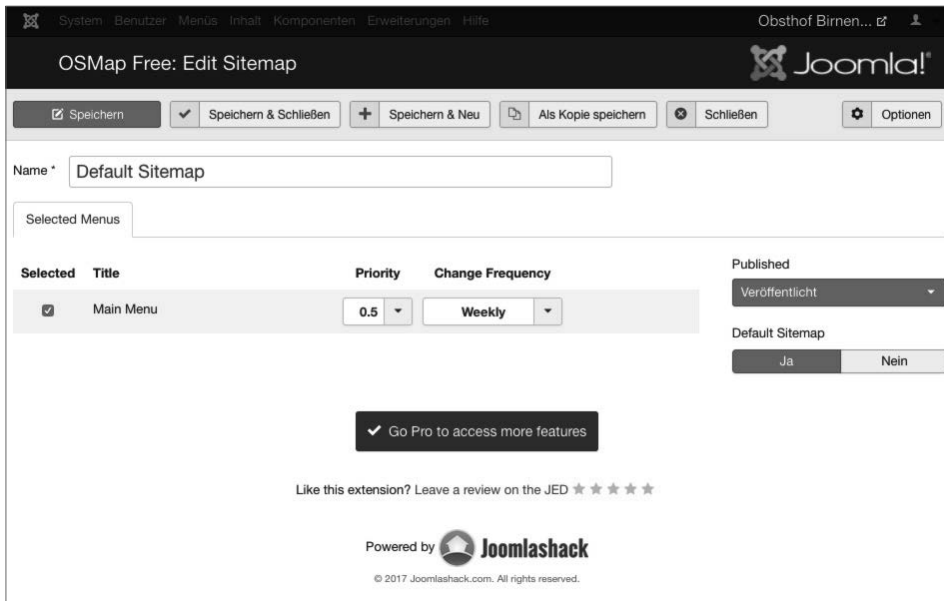 System Benutzer Menüs Inhalt Komponenten Erweiterungen Hilfe Obsthof Birnen...
OSMap Free: Edit Sitemap Joomla!®
Speichern Speichern & Schließen Speichern & Neu Als Kopie speichern Schließen Optionen
Name * Default Sitemap
Selected Menus
Selected Title Priority Change Frequency
Main Menu 0.5 Weekly
Published
Veröffentlicht
Default Sitemap
Ja Nein
Go Pro to access more features
Like this extension? Leave a review on the JED
Powered by Joomlashack
© 2017 Joomlashack.com. All rights reserved.